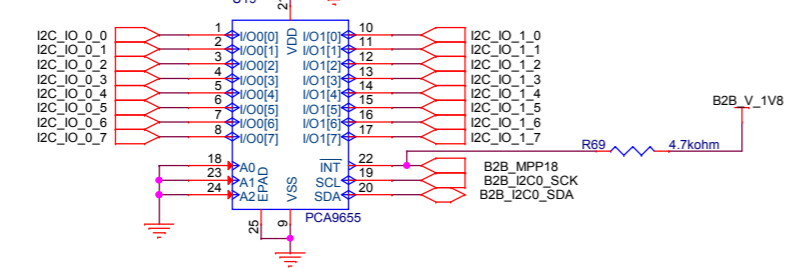 1 10
I2C_IO_0_0 I/O0[0] I/O1[0] I2C_IO_1_0
2 11
I2C_IO_0_1 I/O0[1] VDD I/O1[1] I2C_IO_1_1
3 12
I2C_IO_0_2 I/O0[2] I/O1[2] I2C_IO_1_2
4 13
I2C_IO_0_3 I/O0[3] I/O1[3] I2C_IO_1_3
5 14
I2C_IO_0_4 I/O0[4] I/O1[4] I2C_IO_1_4
6 15
I2C_IO_0_5 I/O0[5] I/O1[5] I2C_IO_1_5
7 16
I2C_IO_0_6 I/O0[6] I/O1[6] I2C_IO_1_6
8 17
I2C_IO_0_7 I/O0[7] I/O1[7] I2C_IO_1_7
B2B_V_1V8
R69 4.7kohm
18 A0 INT 22 B2B_MPP18
23 A1 SCL 19 B2B_I2C0_SCK
24 A2 SDA 20 B2B_I2C0_SDA
EPAD VSS
PCA9655
25 9